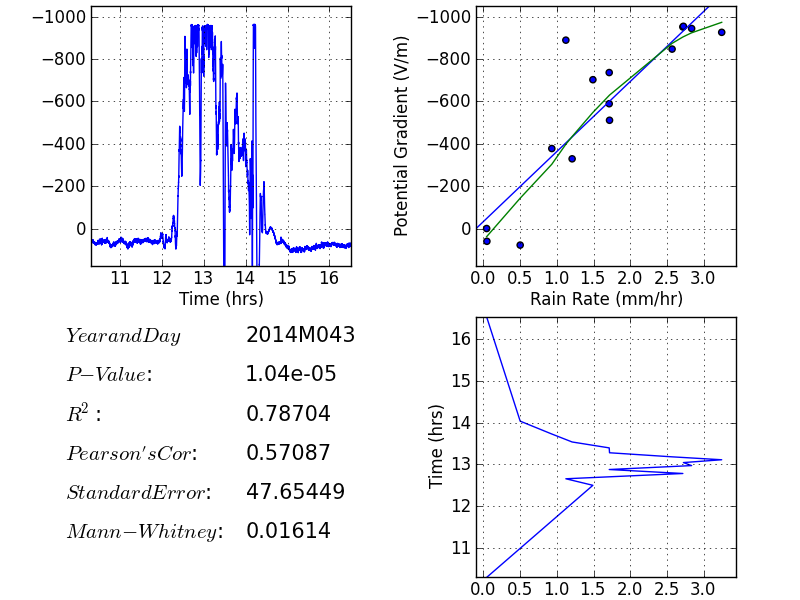 −1000
−800
−600
−400
−200
0
11 12 13 14 15 16
Time (hrs)
Potential Gradient (V/m)
−1000
−800
−600
−400
−200
0
0.0 0.5 1.0 1.5 2.0 2.5 3.0
Rain Rate (mm/hr)
YearandDay 2014M043
P−Value: 1.04e-05
R²: 0.78704
Pearson'sCor: 0.57087
StandardError: 47.65449
Mann−Whitney: 0.01614
Time (hrs)
16
15
14
13
12
11
0.0 0.5 1.0 1.5 2.0 2.5 3.0